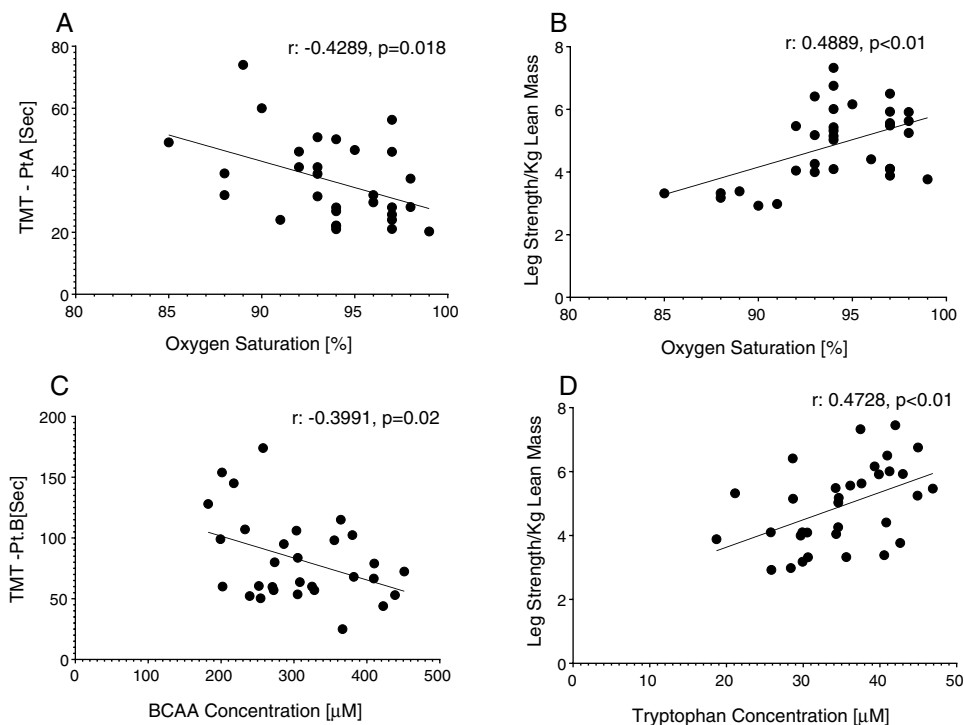 A
r: -0.4289, p=0.018
80
60
40
20
0
TMT - PtA [Sec]
80 85 90 95 100
Oxygen Saturation [%]
B
r: 0.4889, p<0.01
8
6
4
2
0
Leg Strength/Kg Lean Mass
80 85 90 95 100
Oxygen Saturation [%]
C
r: -0.3991, p=0.02
200
150
100
50
0
TMT -Pt.B[Sec]
0 100 200 300 400 500
BCAA Concentration [µM]
D
r: 0.4728, p<0.01
8
6
4
2
0
Leg Strength/Kg Lean Mass
0 10 20 30 40 50
Tryptophan Concentration [µM]